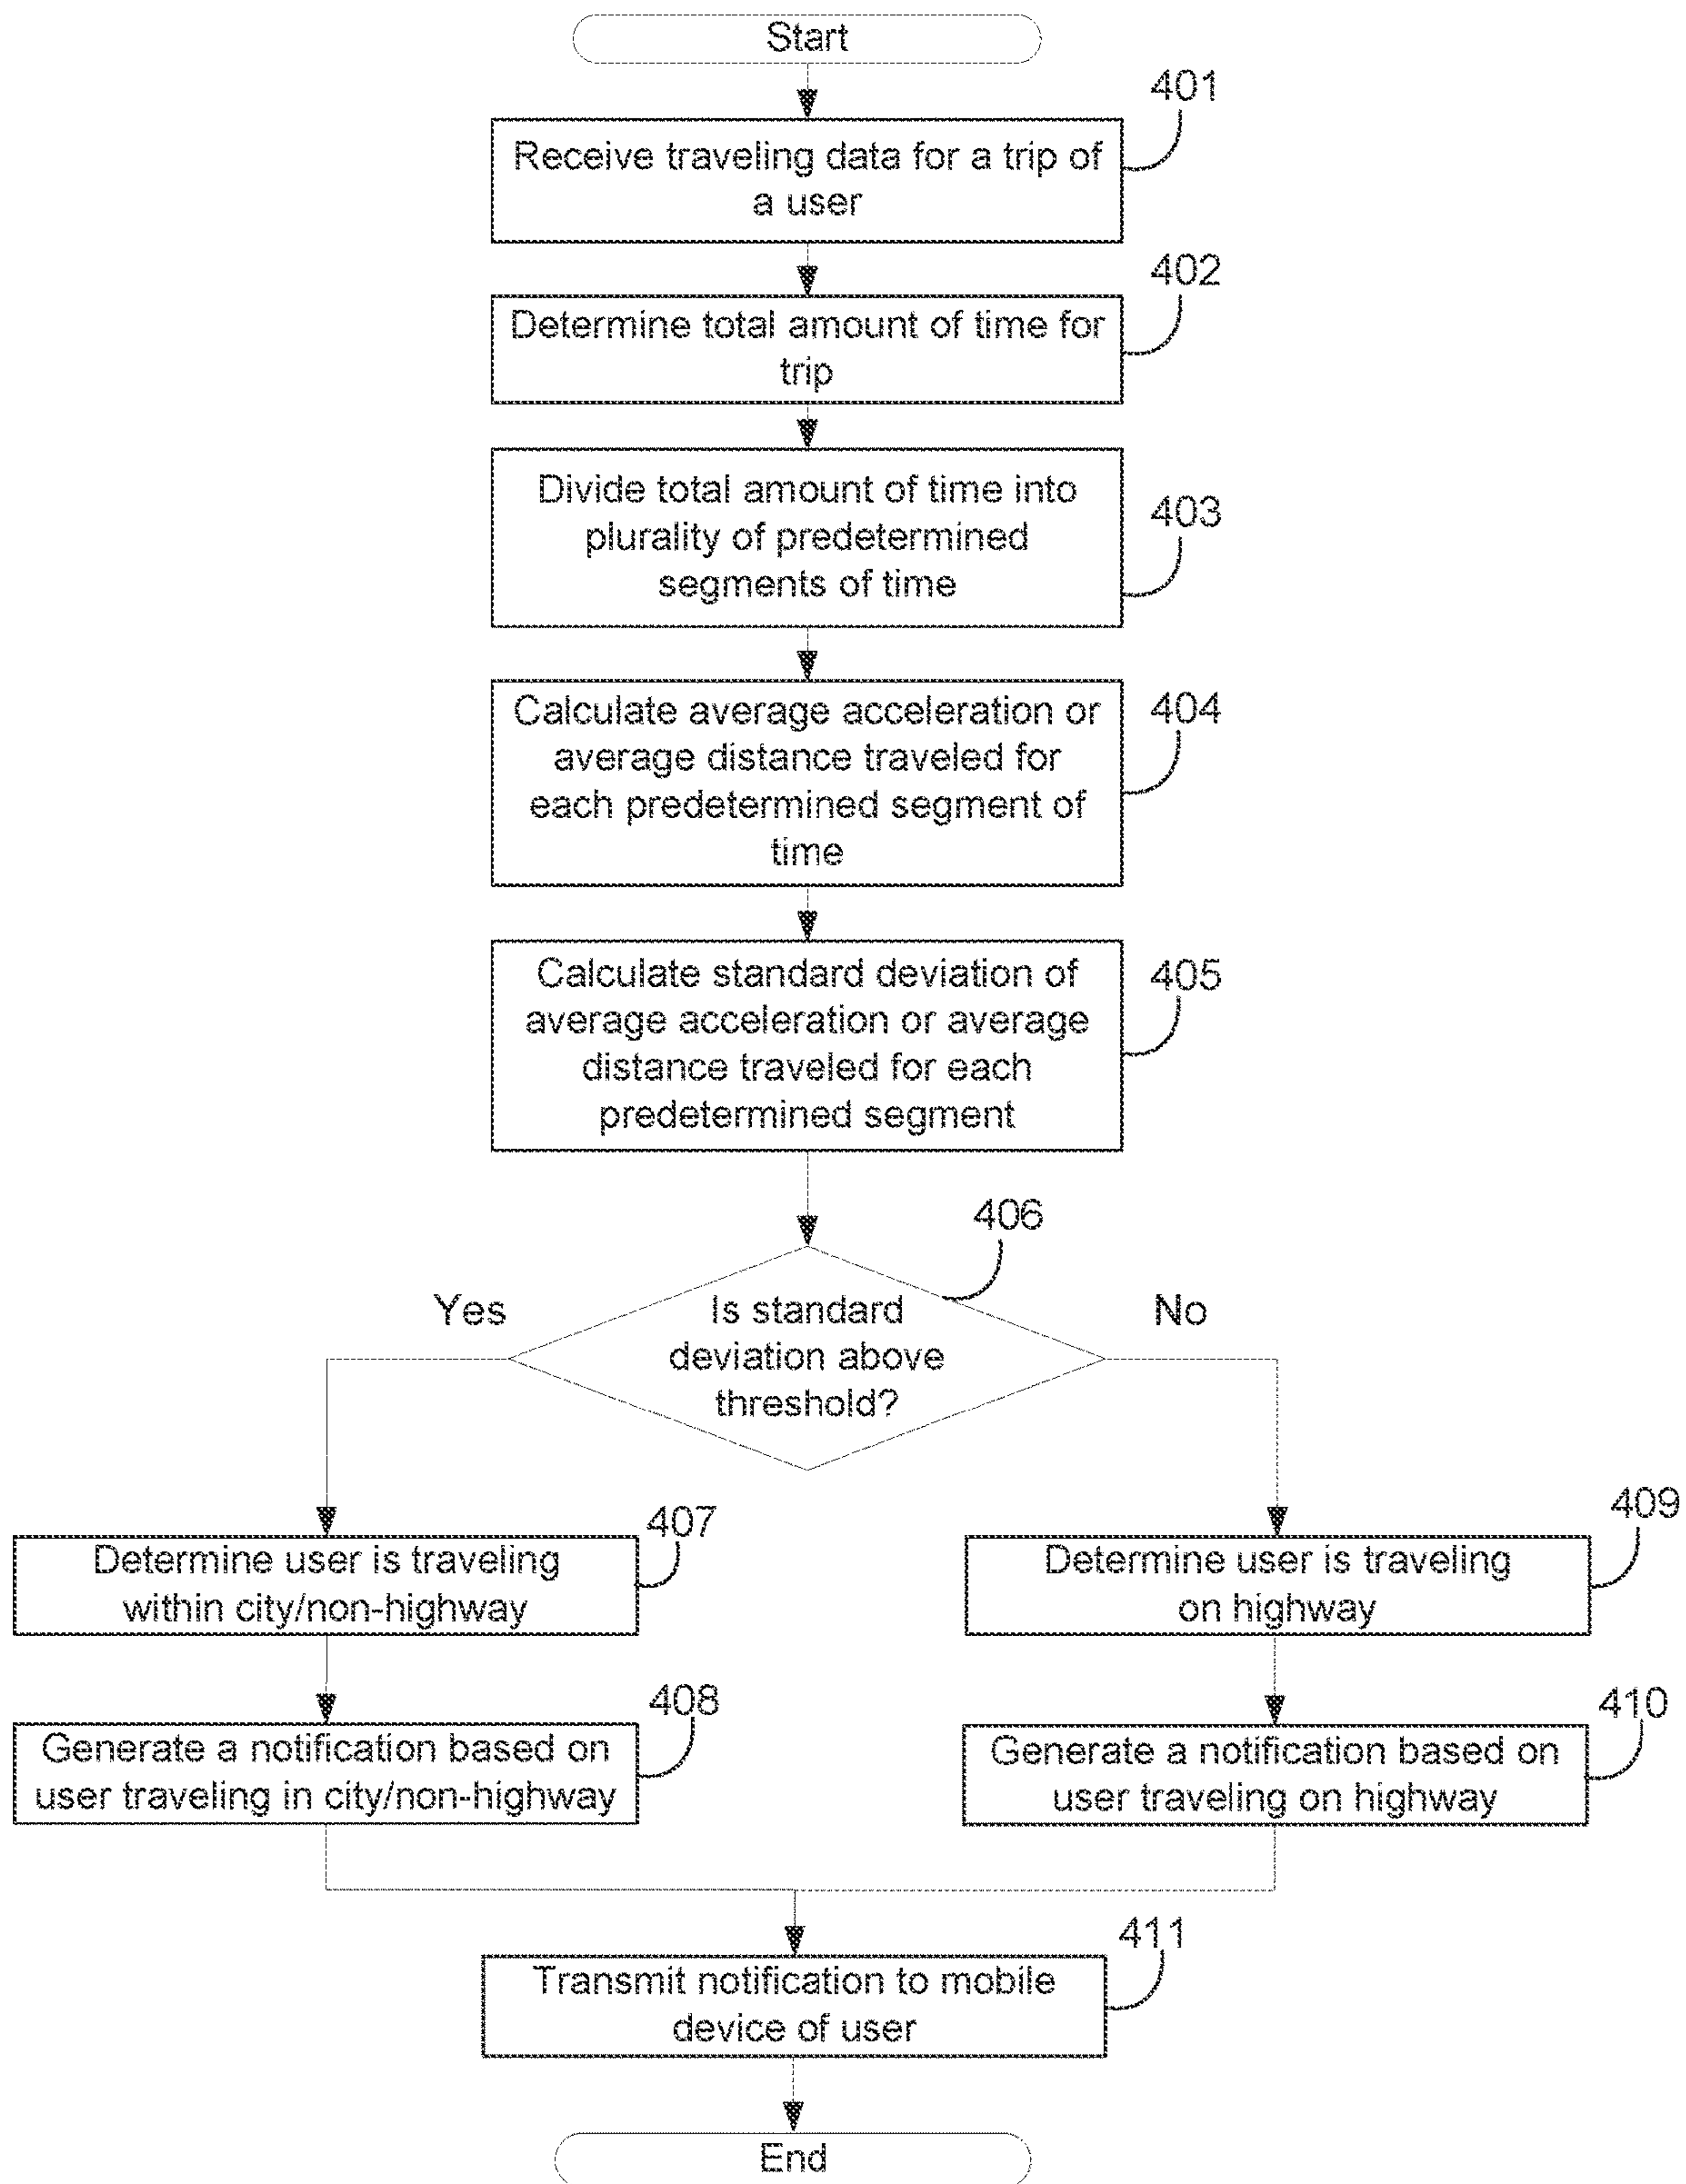 Start
401
Receive traveling data for a trip of
a user
402
Determine total amount of time for
trip
403
Divide total amount of time into
plurality of predetermined
segments of time
404
Calculate average acceleration or
average distance traveled for
each predetermined segment of
time
405
Calculate standard deviation of
average acceleration or average
distance traveled for each
predetermined segment
406
Yes
Is standard
deviation above
threshold?
No
407
Determine user is traveling
within city/non-highway
409
Determine user is traveling
on highway
408
Generate a notification based on
user traveling in city/non-highway
410
Generate a notification based on
user traveling on highway
411
Transmit notification to mobile
device of user
End